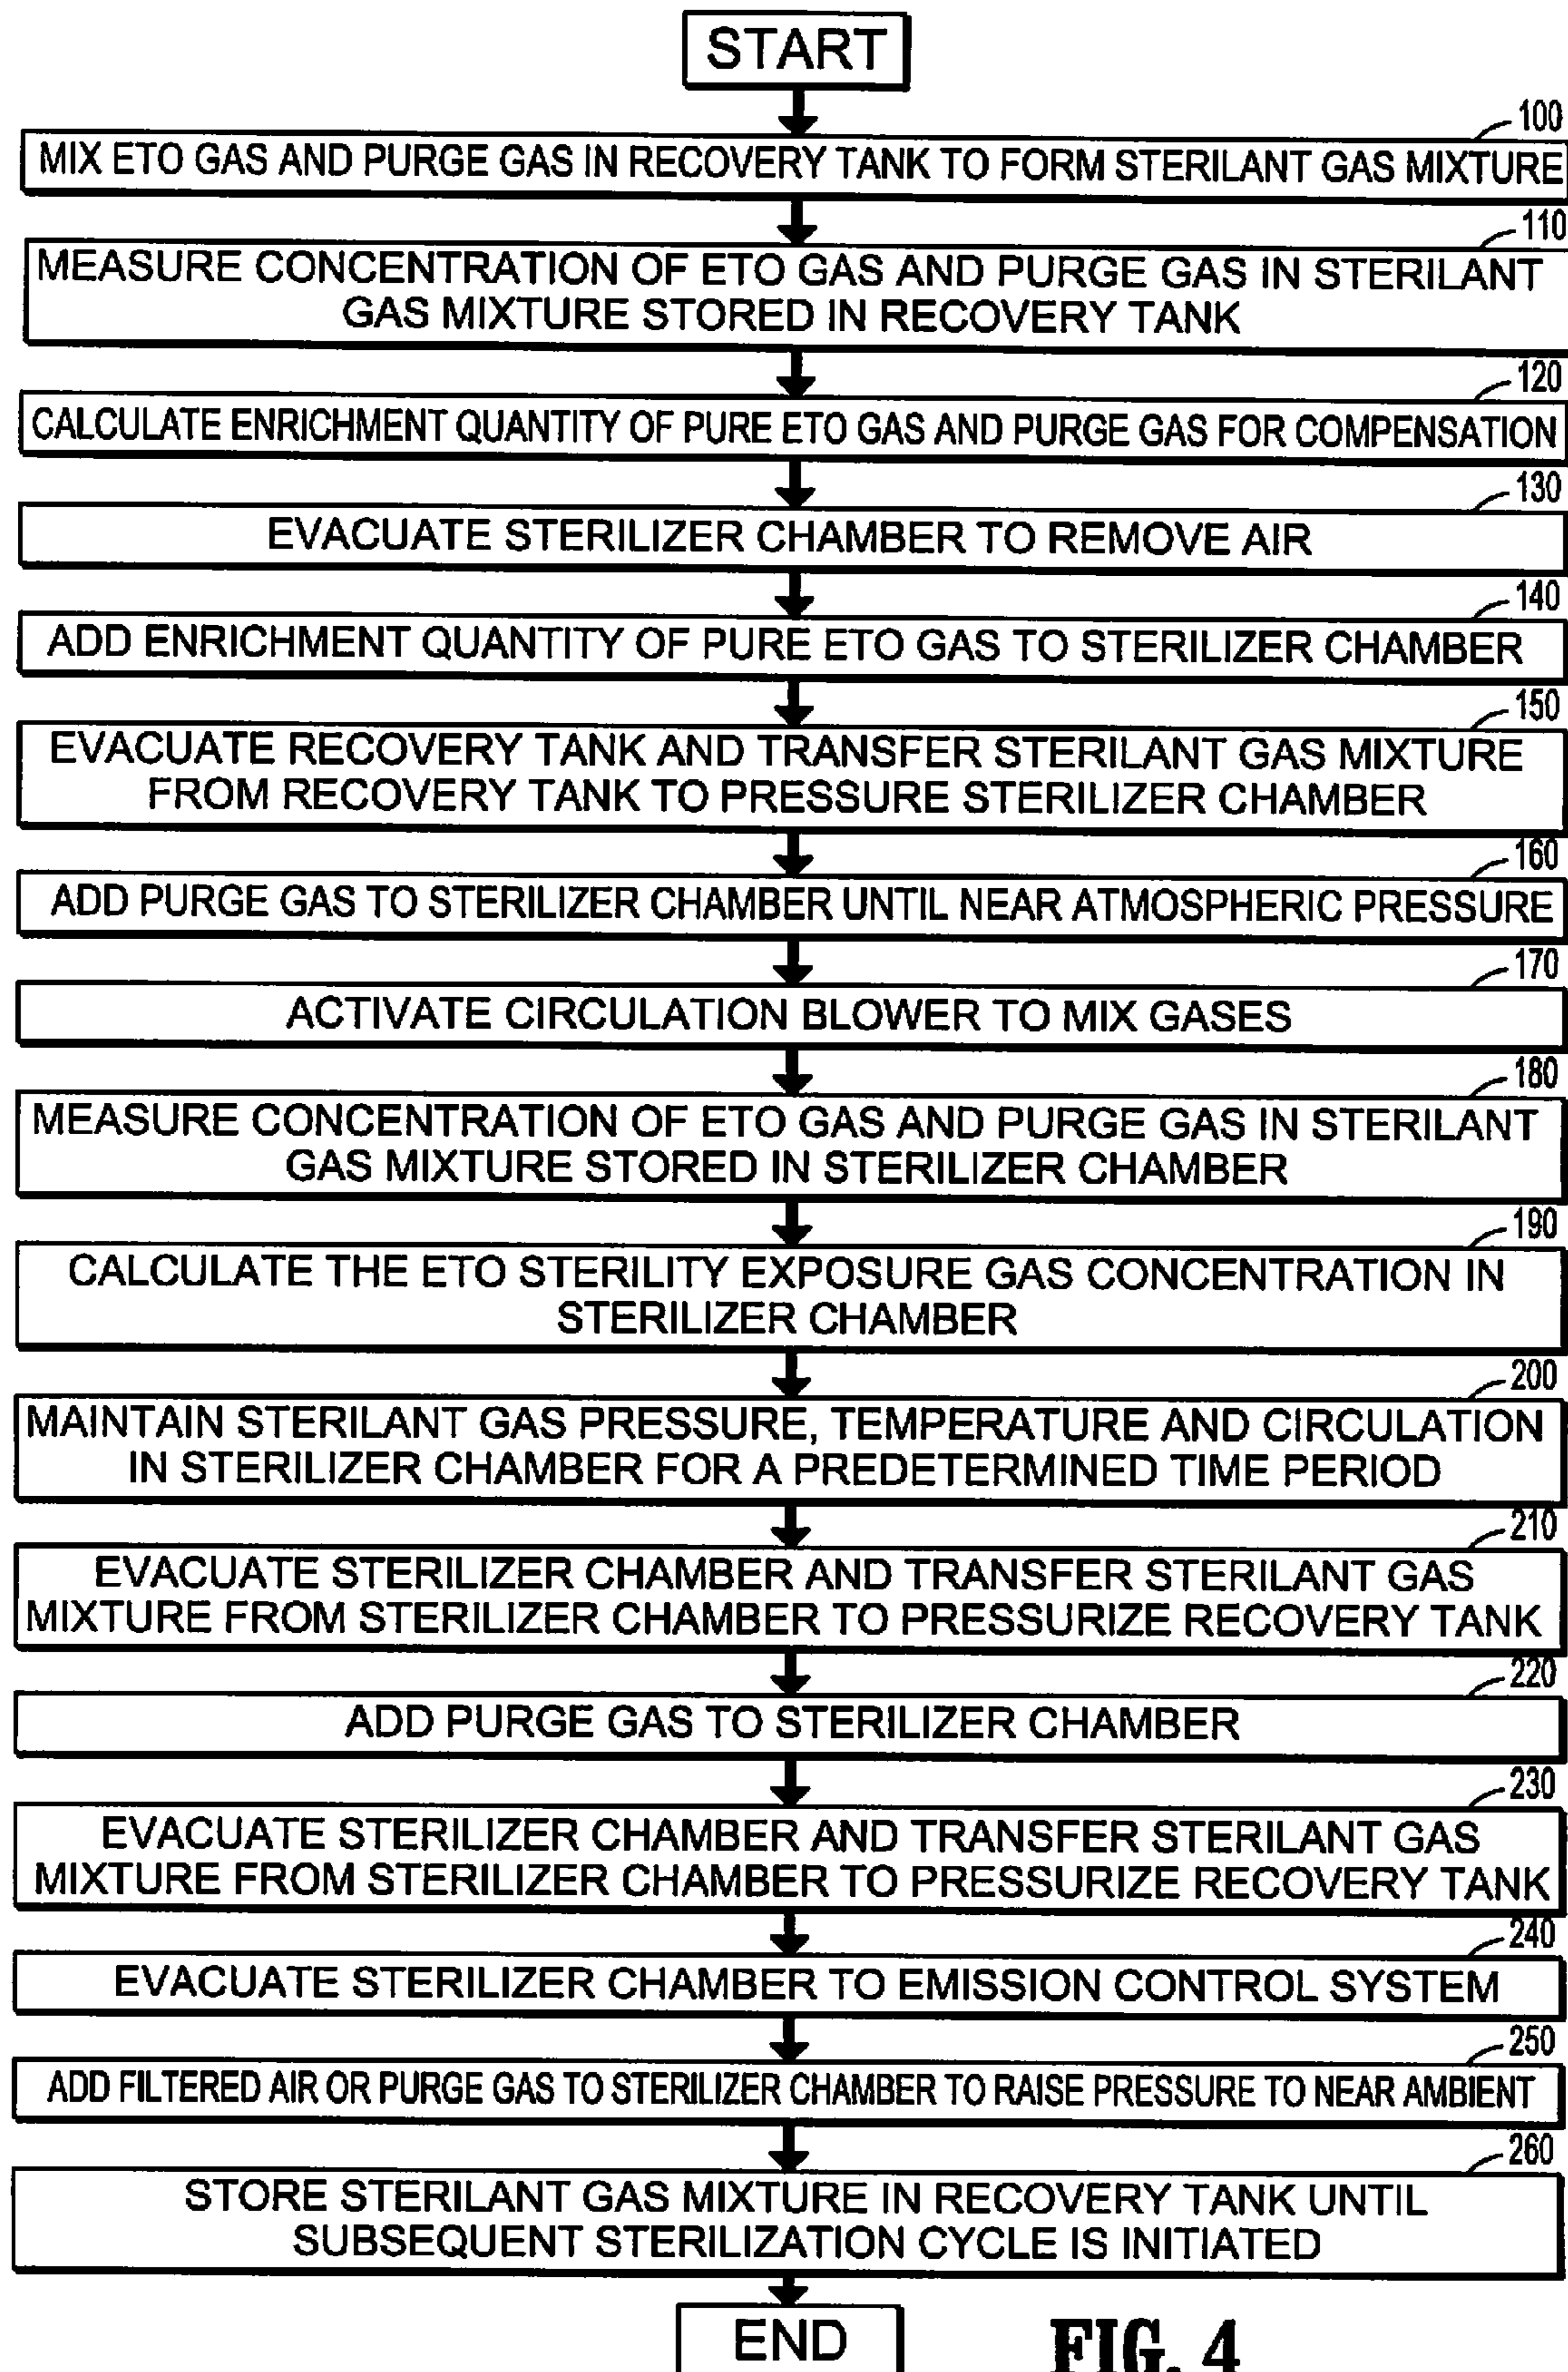 START
100
MIX ETO GAS AND PURGE GAS IN RECOVERY TANK TO FORM STERILANT GAS MIXTURE
110
MEASURE CONCENTRATION OF ETO GAS AND PURGE GAS IN STERILANT
GAS MIXTURE STORED IN RECOVERY TANK
120
CALCULATE ENRICHMENT QUANTITY OF PURE ETO GAS AND PURGE GAS FOR COMPENSATION
130
EVACUATE STERILIZER CHAMBER TO REMOVE AIR
140
ADD ENRICHMENT QUANTITY OF PURE ETO GAS TO STERILIZER CHAMBER
150
EVACUATE RECOVERY TANK AND TRANSFER STERILANT GAS MIXTURE
FROM RECOVERY TANK TO PRESSURE STERILIZER CHAMBER
160
ADD PURGE GAS TO STERILIZER CHAMBER UNTIL NEAR ATMOSPHERIC PRESSURE
170
ACTIVATE CIRCULATION BLOWER TO MIX GASES
180
MEASURE CONCENTRATION OF ETO GAS AND PURGE GAS IN STERILANT
GAS MIXTURE STORED IN STERILIZER CHAMBER
190
CALCULATE THE ETO STERILITY EXPOSURE GAS CONCENTRATION IN
STERILIZER CHAMBER
200
MAINTAIN STERILANT GAS PRESSURE, TEMPERATURE AND CIRCULATION
IN STERILIZER CHAMBER FOR A PREDETERMINED TIME PERIOD
210
EVACUATE STERILIZER CHAMBER AND TRANSFER STERILANT GAS
MIXTURE FROM STERILIZER CHAMBER TO PRESSURIZE RECOVERY TANK
220
ADD PURGE GAS TO STERILIZER CHAMBER
230
EVACUATE STERILIZER CHAMBER AND TRANSFER STERILANT GAS
MIXTURE FROM STERILIZER CHAMBER TO PRESSURIZE RECOVERY TANK
240
EVACUATE STERILIZER CHAMBER TO EMISSION CONTROL SYSTEM
250
ADD FILTERED AIR OR PURGE GAS TO STERILIZER CHAMBER TO RAISE PRESSURE TO NEAR AMBIENT
260
STORE STERILANT GAS MIXTURE IN RECOVERY TANK UNTIL
SUBSEQUENT STERILIZATION CYCLE IS INITIATED
END
FIG. 4